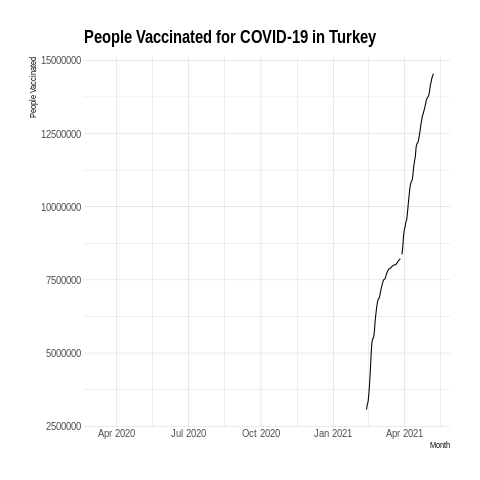 People Vaccinated for COVID-19 in Turkey
People Vaccinated
15000000
12500000
10000000
7500000
5000000
2500000
Apr 2020 Jul 2020 Oct 2020 Jan 2021 Apr 2021
Month